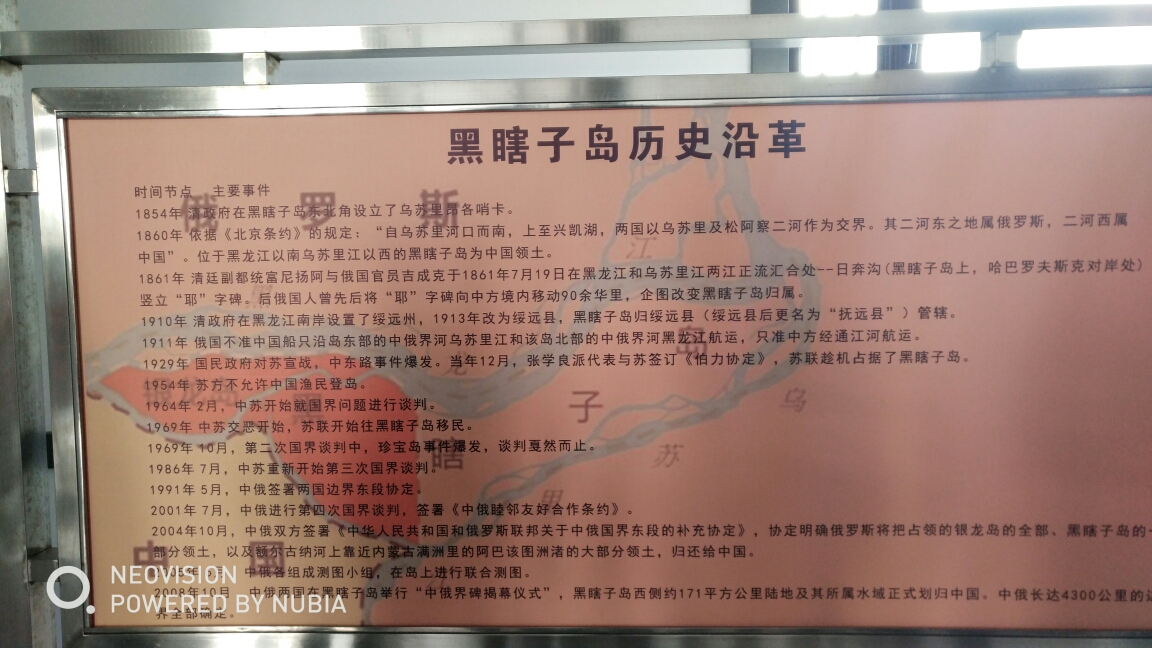 黑瞎子岛历史沿革
时间节点 主要事件
1854年 清政府在黑瞎子岛东北角设立了乌苏里昂各哨卡。
1860年 依据《北京条约》的规定：“自乌苏里河口而南，上至兴凯湖，两国以乌苏里及松阿察二河作为交界。其二河东之地属俄罗斯，二河西属
中国”。位于黑龙江以南乌苏里江以西的黑瞎子岛为中国领土。
1861年 清廷副都统富尼扬阿与俄国官员吉成克于1861年7月19日在黑龙江和乌苏里江两江正流汇合处--日奔沟(黑瞎子岛上，哈巴罗夫斯克对岸处)
竖立“耶”字碑。后俄国人曾先后将“耶”字碑向中方境内移动90余华里，企图改变黑瞎子岛归属。
1910年 清政府在黑龙江南岸设置了绥远州，1913年改为绥远县，黑瞎子岛归绥远县（绥远县后更名为“抚远县”）管辖。
1911年 俄国不准中国船只沿岛东部的中俄界河乌苏里江和该岛北部的中俄界河黑龙江航运，只准中方经通江河航运。
1929年 国民政府对苏宣战，中东路事件爆发。当年12月，张学良派代表与苏签订《伯力协定》，苏联趁机占据了黑瞎子岛。
1954年 苏方不允许中国渔民登岛。
1964年 2月，中苏开始就国界问题进行谈判。
1969年 中苏交恶开始，苏联开始往黑瞎子岛移民。
1969年 10月，第二次国界谈判中，珍宝岛事件爆发，谈判戛然而止。
1986年 7月，中苏重新开始第三次国界谈判。
1991年 5月，中俄签署两国边界东段协定。
2001年 7月，中俄进行第四次国界谈判，签署《中俄睦邻友好合作条约》。
2004年10月，中俄双方签署《中华人民共和国和俄罗斯联邦关于中俄国界东段的补充协定》，协定明确俄罗斯将把占领的银龙岛的全部、黑瞎子岛的一
部分领土，以及额尔古纳河上靠近内蒙古满洲里的阿巴该图洲渚的大部分领土，归还给中国。
中俄各组成测图小组，在岛上进行联合测图。
2008年10月 中俄两国在黑瞎子岛举行“中俄界碑揭幕仪式”，黑瞎子岛西侧约171平方公里陆地及其所属水域正式划归中国。中俄长达4300公里的边
界全部确定。
俄 罗 斯
江
岛
银龙岛
黑
子
乌
瞎
苏
里
中 国
NEOVISION
POWERED BY NUBIA